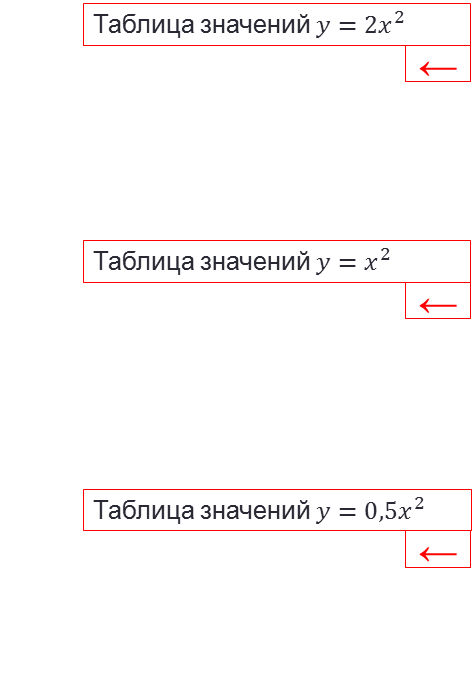 Таблица значений 𝑦 = 2𝑥²
←
Таблица значений 𝑦 = 𝑥²
←
Таблица значений 𝑦 = 0,5𝑥²
←